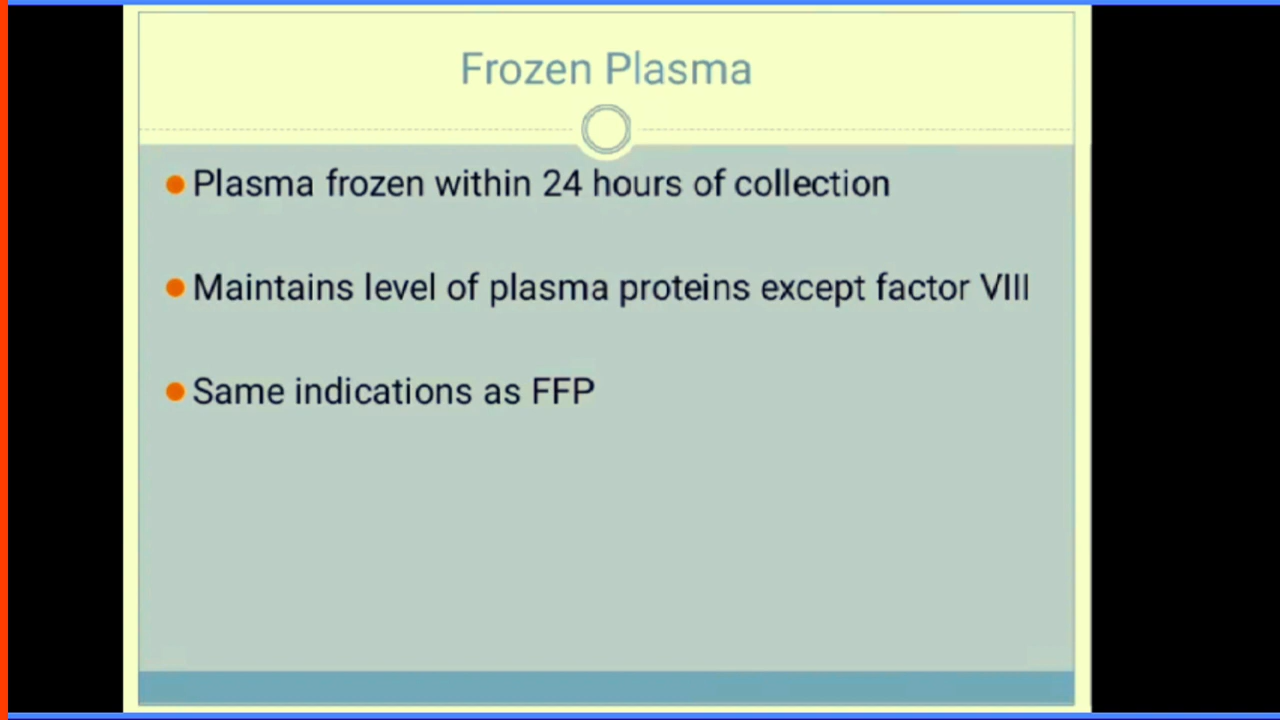 Frozen Plasma
Plasma frozen within 24 hours of collection
Maintains level of plasma proteins except factor VIII
Same indications as FFP